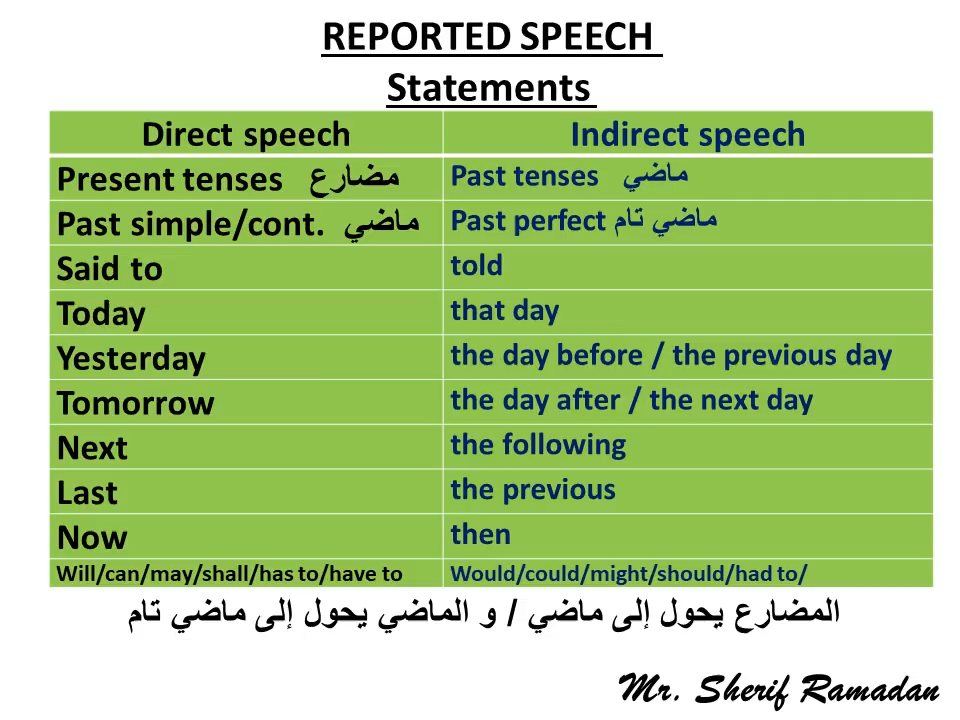 REPORTED SPEECH
Statements
Direct speech Indirect speech
Present tenses مضارع Past tenses ماضي
Past simple/cont. ماضي Past perfect ماضي تام
Said to told
Today that day
Yesterday the day before / the previous day
Tomorrow the day after / the next day
Next the following
Last the previous
Now then
Will/can/may/shall/has to/have to Would/could/might/should/had to/
المضارع يحول إلى ماضي / و الماضي يحول إلى ماضي تام
Mr. Sherif Ramadan